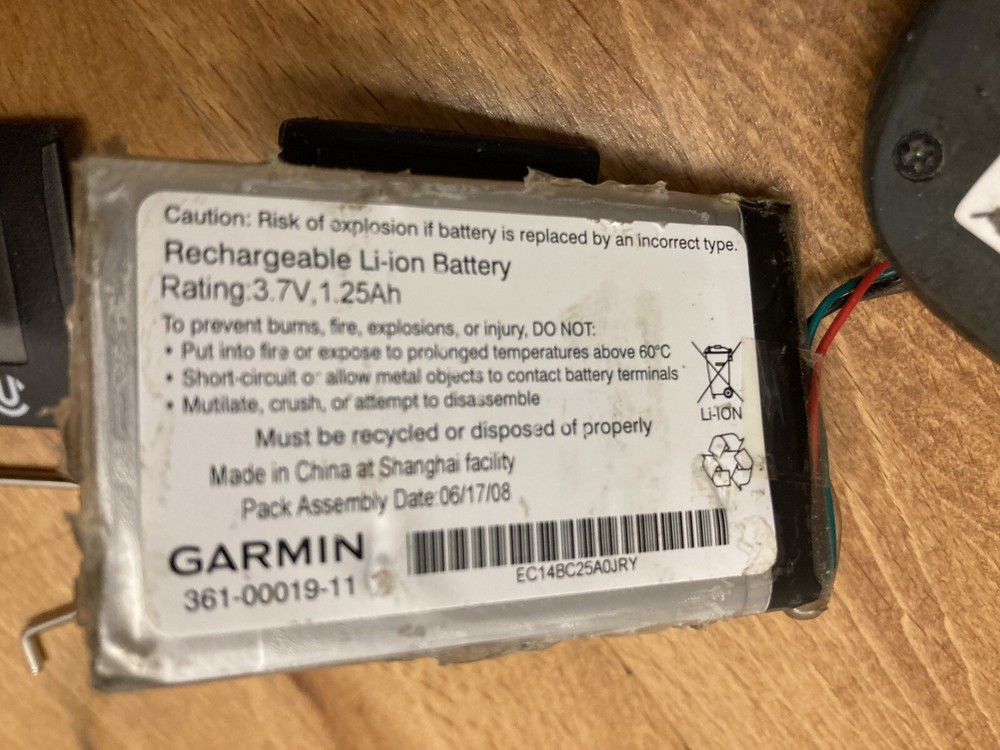 Caution: Risk of explosion if battery is replaced by an incorrect type.
Rechargeable Li-ion Battery
Rating:3.7V,1.25Ah
To prevent burns, fire, explosions, or injury, DO NOT:
• Put into fire or expose to prolonged temperatures above 60°C
• Short-circuit or allow metal objects to contact battery terminals
• Mutilate, crush, or attempt to disassemble
Must be recycled or disposed of properly
Made in China at Shanghai facility
Pack Assembly Date:06/17/08
Li-ION
GARMIN
361-00019-11
EC14BC25A0JRY